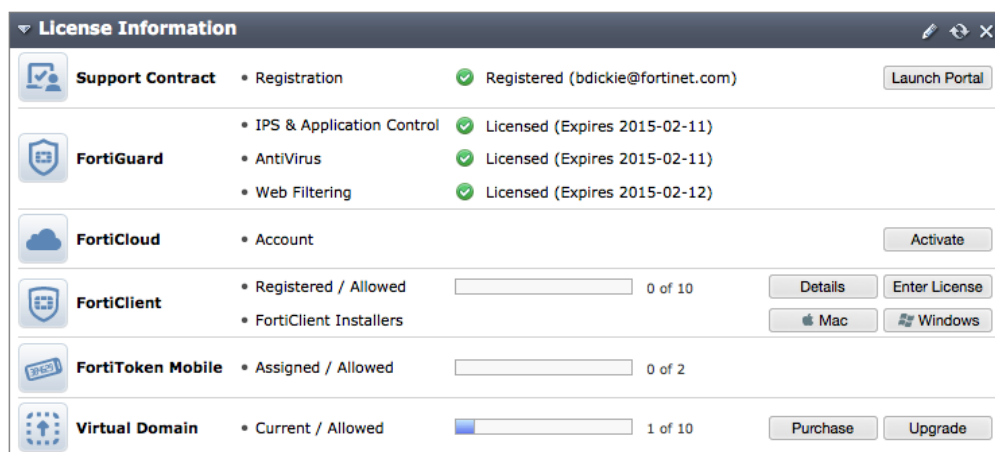 License Information
Support Contract • Registration Registered (bdickie@fortinet.com) Launch Portal
• IPS & Application Control Licensed (Expires 2015-02-11)
FortiGuard • AntiVirus Licensed (Expires 2015-02-11)
• Web Filtering Licensed (Expires 2015-02-12)
FortiCloud • Account Activate
• Registered / Allowed 0 of 10 Details Enter License
FortiClient
• FortiClient Installers Mac Windows
FortiToken Mobile • Assigned / Allowed 0 of 2
Virtual Domain • Current / Allowed 1 of 10 Purchase Upgrade